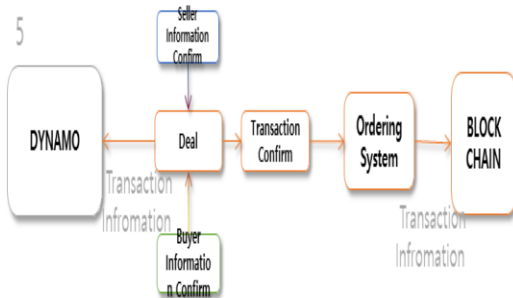 5
Seller
Information
Confirm
DYNAMO
Deal
Transaction
Confirm
Ordering
System
BLOCK
CHAIN
Transaction
Infromation
Buyer
Informatio
n Confirm
Transaction
Infromation